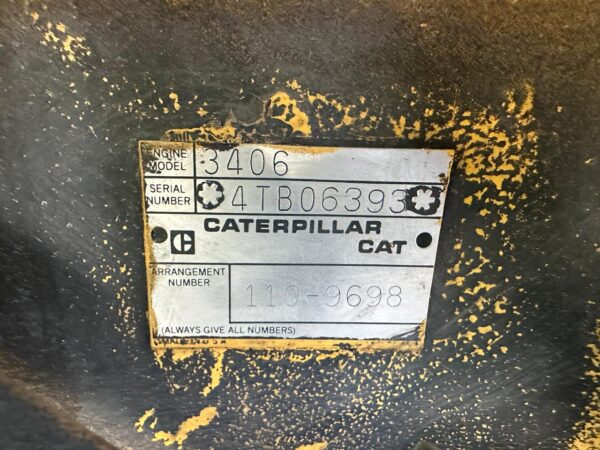 ENGINE MODEL 3406
SERIAL NUMBER 4TB06393
CATERPILLAR
C CAT
ARRANGEMENT NUMBER 110-9698
(ALWAYS GIVE ALL NUMBERS)